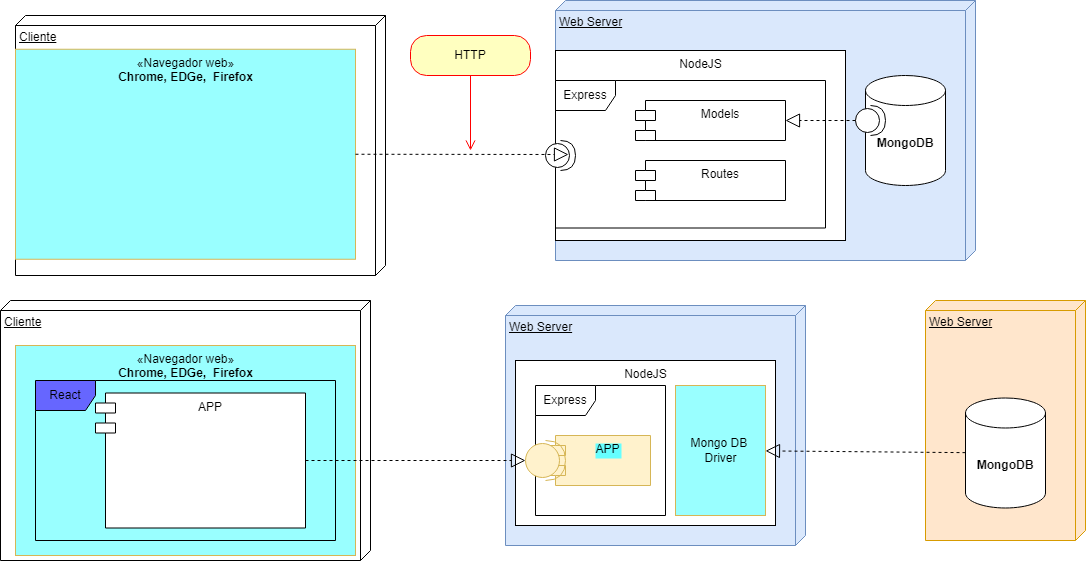 Cliente
«Navegador web»
Chrome, EDGe, Firefox
HTTP
Web Server
NodeJS
Express
Models
Routes
MongoDB
Cliente
«Navegador web»
Chrome, EDGe, Firefox
React
APP
Web Server
NodeJS
Express
APP
Mongo DB
Driver
Web Server
MongoDB